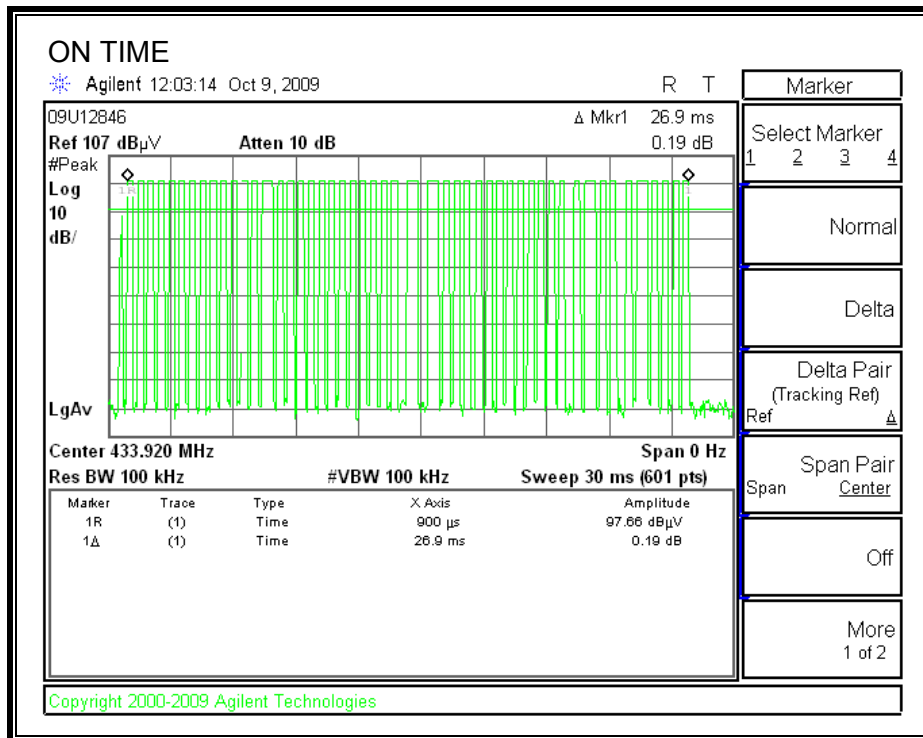 ON TIME
Agilent 12:03:14 Oct 9, 2009 R T
09U12846 Δ Mkr1 26.9 ms
Ref 107 dBμV Atten 10 dB 0.19 dB
#Peak
Log
10
dB/
1R 1
LgAv
Center 433.920 MHz Span 0 Hz
Res BW 100 kHz #VBW 100 kHz Sweep 30 ms (601 pts)
Marker Trace Type X Axis Amplitude
1R (1) Time 900 μs 97.66 dBμV
1Δ (1) Time 26.9 ms 0.19 dB
Copyright 2000-2009 Agilent Technologies
Marker
Select Marker
1 2 3 4
Normal
Delta
Delta Pair
(Tracking Ref)
Ref Δ
Span Pair
Span Center
Off
More
1 of 2